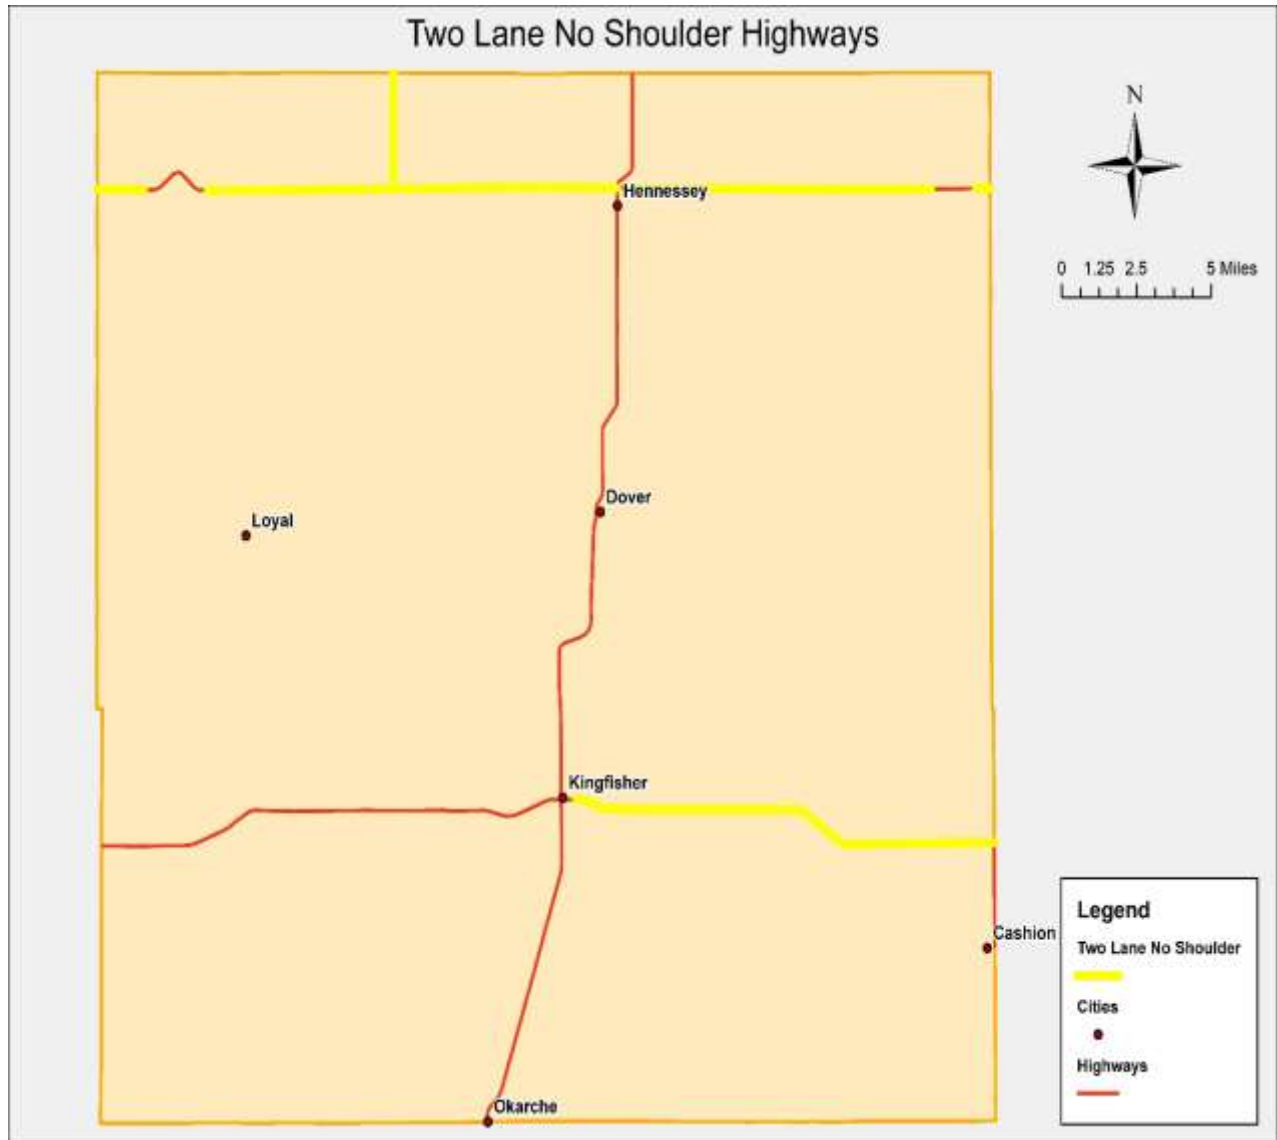 Two Lane No Shoulder Highways
N
0 1.25 2.5 5 Miles
Hennessey
Dover
Loyal
Kingfisher
Cashion
Okarche
Legend
Two Lane No Shoulder
Cities
Highways